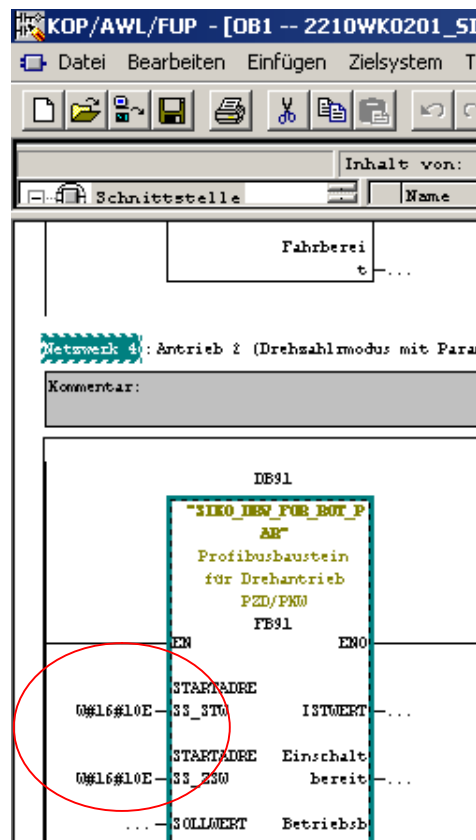 KOP/AWL/FUP - [OB1 -- 2210WK0201_SI
Datei Bearbeiten Einfügen Zielsystem T
Inhalt von:
Schnittstelle Name
Fahrberei
t ...
Netzwerk 4 : Antrieb 2 (Drehzahlmodus mit Para
Kommentar:
DB91
"SIKO_DRV_FOR_ROT_P
AR"
Profibusbaustein
für Drehantrieb
PZD/PKW
FB91
EN ENO
STARTADRE
W#16#10E SS_STW ISTWERT ...
STARTADRE Einschalt
W#16#10E SS_ZSW bereit ...
... SOLLWERT Betriebsb